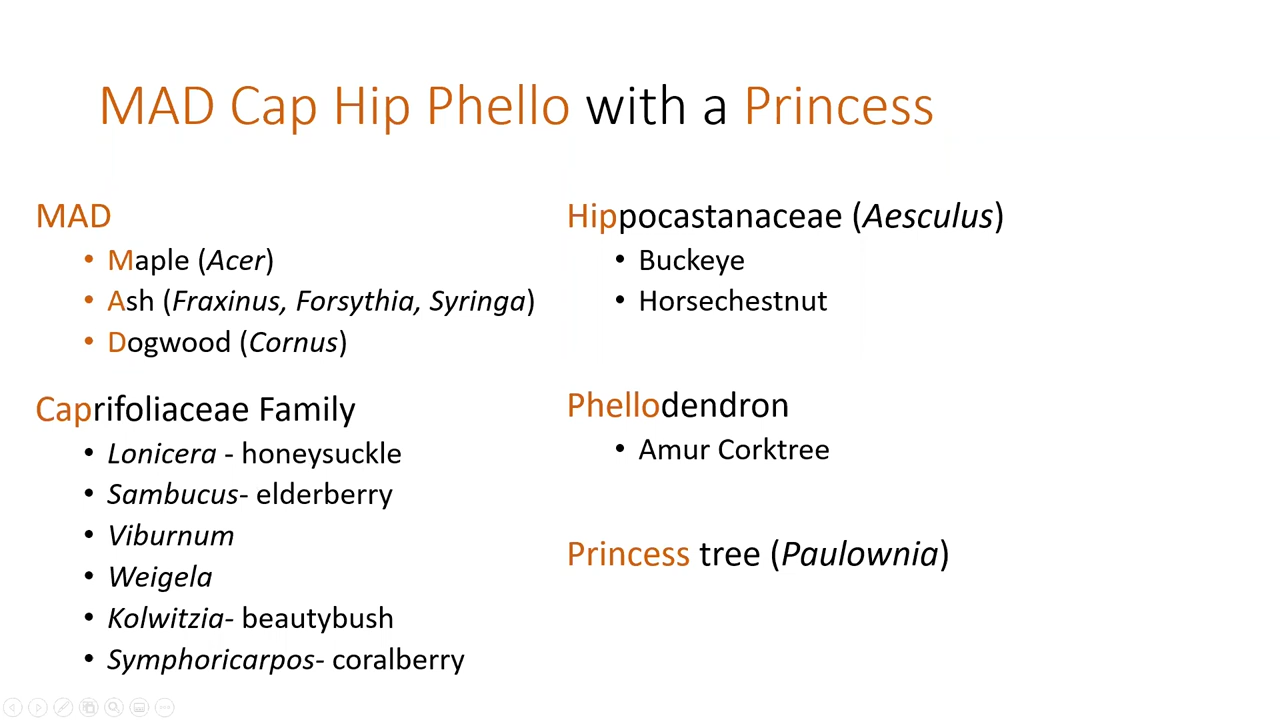 MAD Cap Hip Phello with a Princess
MAD
• Maple (Acer)
• Ash (Fraxinus, Forsythia, Syringa)
• Dogwood (Cornus)
Caprifoliaceae Family
• Lonicera - honeysuckle
• Sambucus- elderberry
• Viburnum
• Weigela
• Kolwitzia- beautybush
• Symphoricarpos- coralberry
Hippocastanaceae (Aesculus)
• Buckeye
• Horsechestnut
Phellodendron
• Amur Corktree
Princess tree (Paulownia)